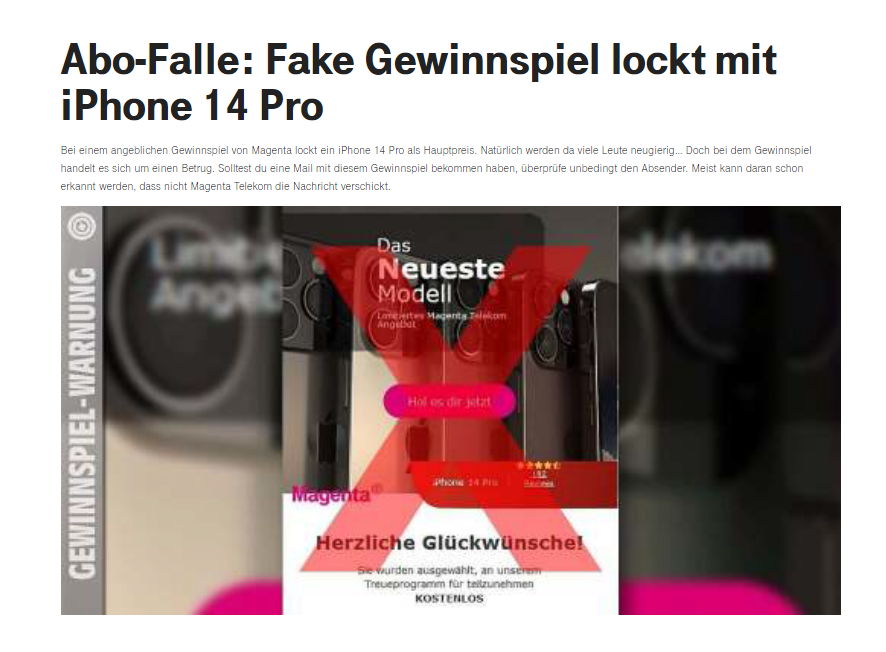 Abo-Falle: Fake Gewinnspiel lockt mit
iPhone 14 Pro
Bei einem angeblichen Gewinnspiel von Magenta lockt ein iPhone 14 Pro als Hauptpreis. Natürlich werden da viele Leute neugierig... Doch bei dem Gewinnspiel
handelt es sich um einen Betrug. Solltest du eine Mail mit diesem Gewinnspiel bekommen haben, überprüfe unbedingt den Absender. Meist kann daran schon
erkannt werden, dass nicht Magenta Telekom die Nachricht verschickt.
GEWINNSPIEL-WARNUNG
Limitie
Angeb
elekom
Das
Neueste
Modell
Limitiertes Magenta Telekom
Angebot
Hol es dir jetzt
iPhone 14 Pro
Magenta®
Herzliche Glückwünsche!
Sie wurden ausgewählt, an unserem
Treueprogramm für teilzunehmen
KOSTENLOS